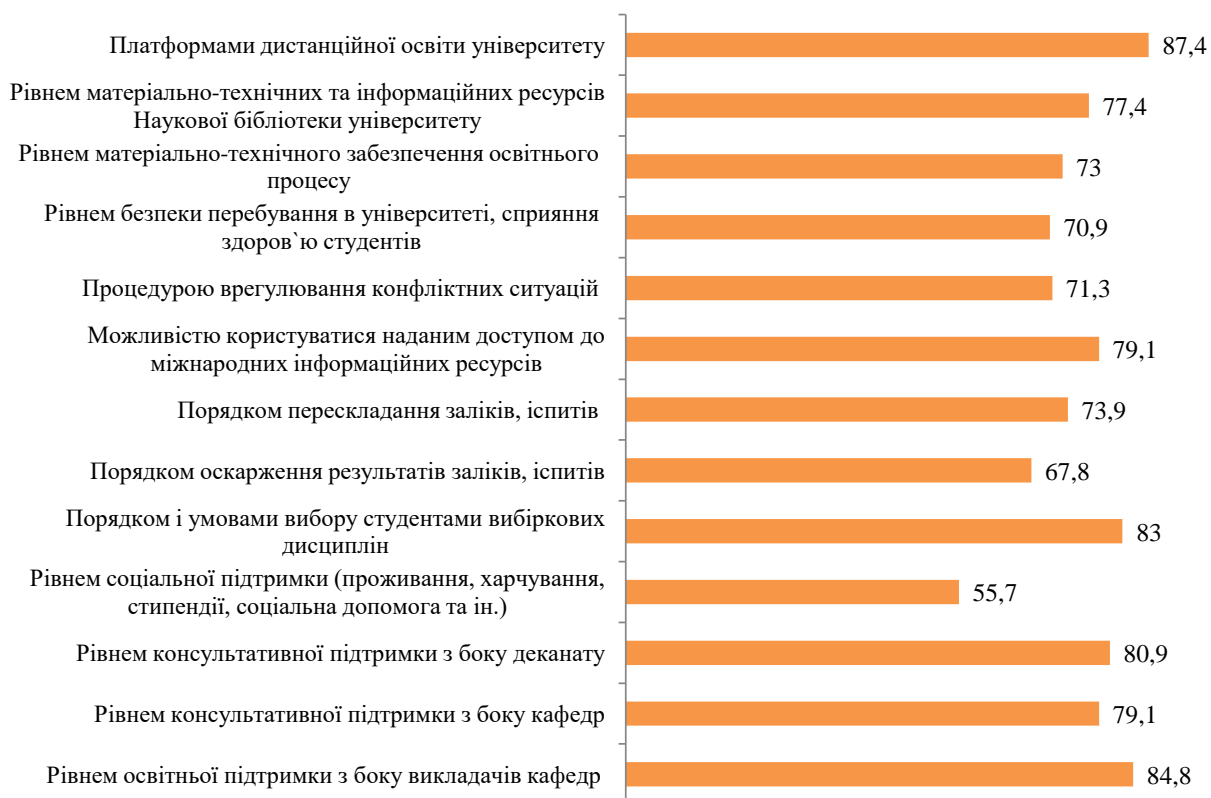 Платформами дистанційної освіти університету
87,4
Рівнем матеріально-технічних та інформаційних ресурсів
Наукової бібліотеки університету
77,4
Рівнем матеріально-технічного забезпечення освітнього
процесу
73
Рівнем безпеки перебування в університеті, сприяння
здоров`ю студентів
70,9
Процедурою врегулювання конфліктних ситуацій
71,3
Можливістю користуватися наданим доступом до
міжнародних інформаційних ресурсів
79,1
Порядком перескладання заліків, іспитів
73,9
Порядком оскарження результатів заліків, іспитів
67,8
Порядком і умовами вибору студентами вибіркових
дисциплін
83
Рівнем соціальної підтримки (проживання, харчування,
стипендії, соціальна допомога та ін.)
55,7
Рівнем консультативної підтримки з боку деканату
80,9
Рівнем консультативної підтримки з боку кафедр
79,1
Рівнем освітньої підтримки з боку викладачів кафедр
84,8